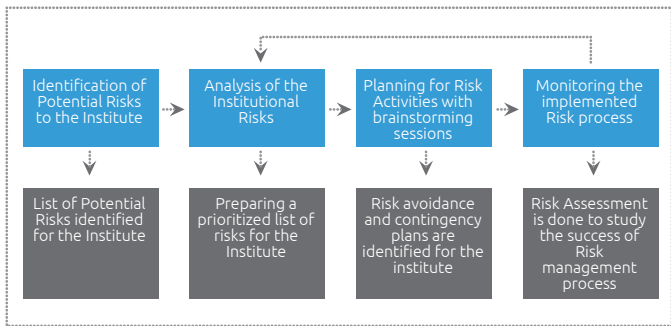 Identification of
Potential Risks
to the Institute
Analysis of the
Institutional
Risks
Planning for Risk
Activities with
brainstorming
sessions
Monitoring the
implemented
Risk process
List of Potential
Risks identified
for the Institute
Preparing a
prioritized list of
risks for the
Institute
Risk avoidance
and contingency
plans are
identified for the
institute
Risk Assessment
is done to study
the success of
Risk
management
process